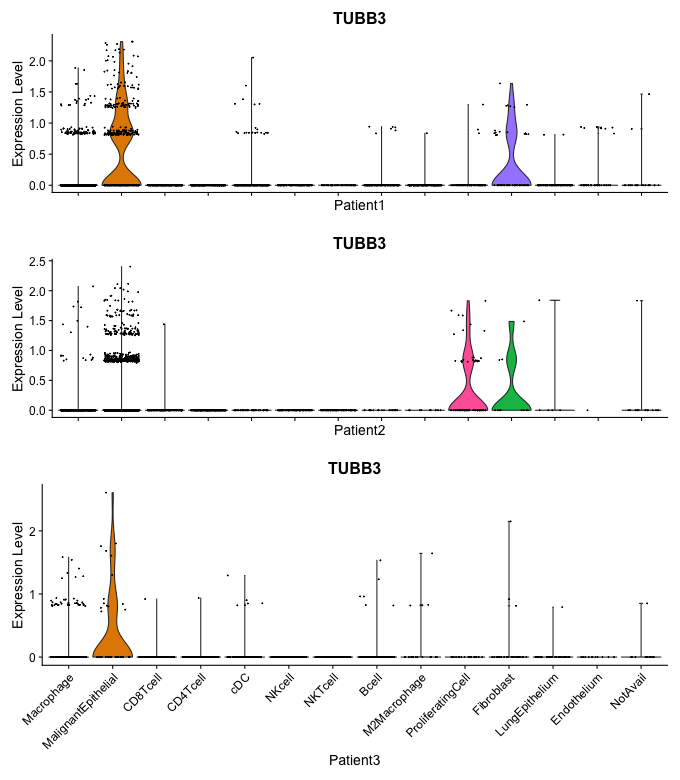 TUBB3
2.0
1.5
1.0
0.5
0.0
Expression Level
Patient1
TUBB3
2.5
2.0
1.5
1.0
0.5
0.0
Expression Level
Patient2
TUBB3
2
1
0
Expression Level
Macrophage
MalignantEpithelial
CD8Tcell
CD4Tcell
cDC
NKcell
NKTcell
Bcell
M2Macrophage
ProliferatingCell
Fibroblast
LungEpithelium
Endothelium
NotAvail
Patient3